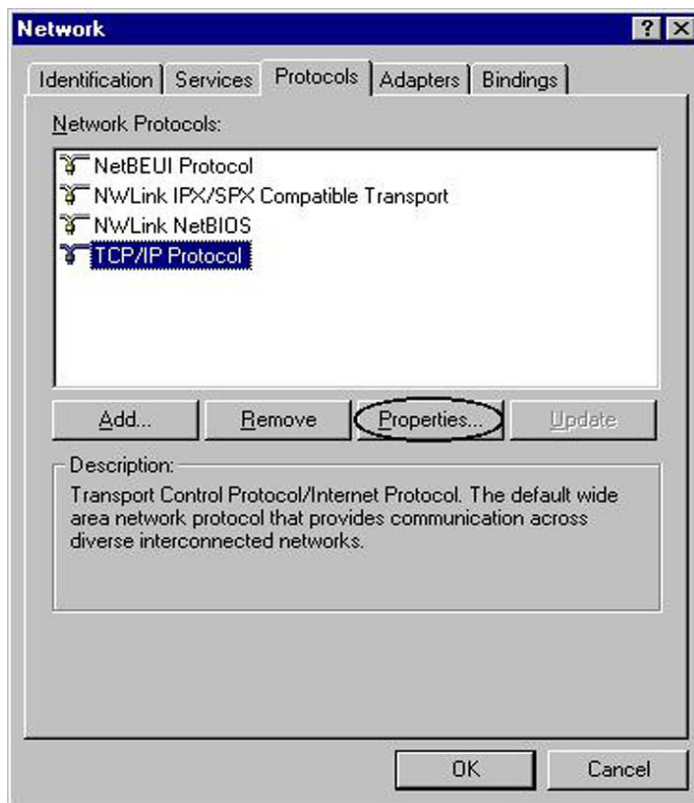 Network
Identification Services Protocols Adapters Bindings
Network Protocols:
NetBEUI Protocol
NWLink IPX/SPX Compatible Transport
NWLink NetBIOS
TCP/IP Protocol
Add... Remove Properties... Update
Description:
Transport Control Protocol/Internet Protocol. The default wide
area network protocol that provides communication across
diverse interconnected networks.
OK Cancel